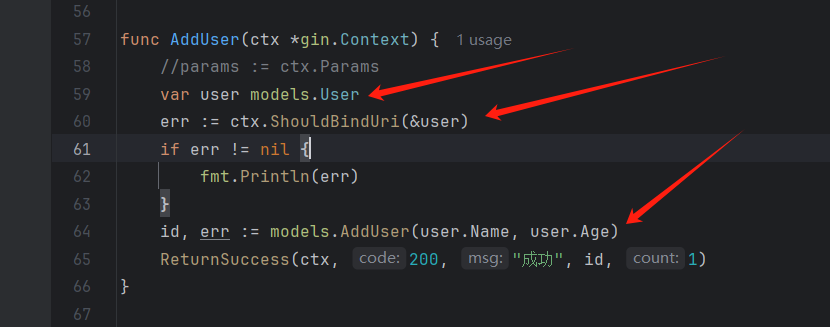 56
57 func AddUser(ctx *gin.Context) { 1 usage
58 //params := ctx.Params
59 var user models.User
60 err := ctx.ShouldBindUri(&user)
61 if err != nil {
62 fmt.Println(err)
63 }
64 id, err := models.AddUser(user.Name, user.Age)
65 ReturnSuccess(ctx, code: 200, msg: "成功", id, count: 1)
66 }
67